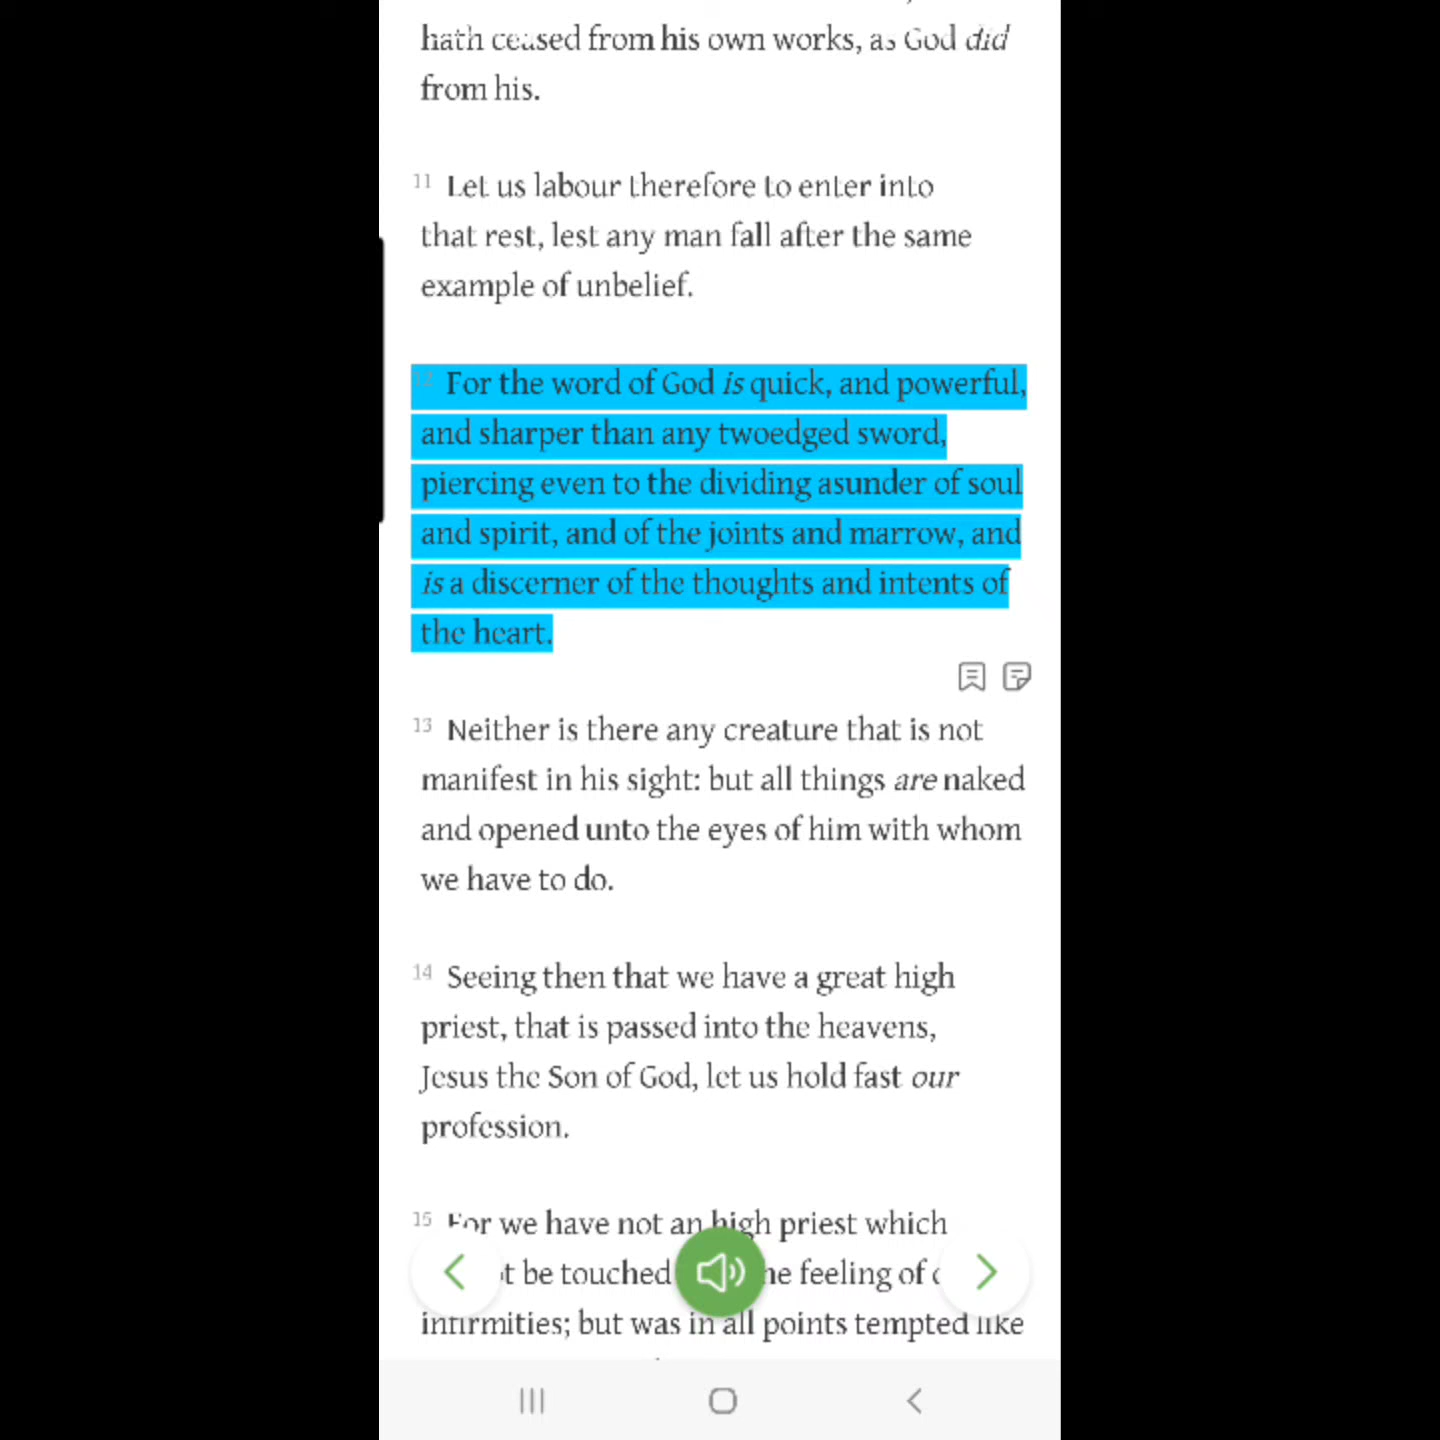 hath ceased from his own works, as God did
from his.
11 Let us labour therefore to enter into
that rest, lest any man fall after the same
example of unbelief.
12 For the word of God is quick, and powerful,
and sharper than any twoedged sword,
piercing even to the dividing asunder of soul
and spirit, and of the joints and marrow, and
is a discerner of the thoughts and intents of
the heart.
13 Neither is there any creature that is not
manifest in his sight: but all things are naked
and opened unto the eyes of him with whom
we have to do.
14 Seeing then that we have a great high
priest, that is passed into the heavens,
Jesus the Son of God, let us hold fast our
profession.
15 For we have not an high priest which
be touched feeling of
infirmities; but was in all points tempted like